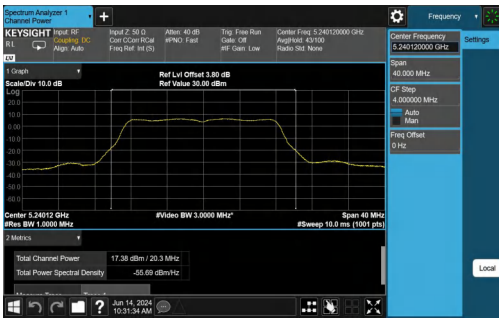 Spectrum Analyzer 1
Channel Power
+
Frequency
KEYSIGHT
RL
Input: RF
Coupling: DC
Align: Auto
Input Z: 50 Ω
Corr CCorr RCal
Freq Ref: Int (S)
Atten: 40 dB
#PNO: Fast
Trig: Free Run
Gate: Off
#IF Gain: Low
Center Freq: 5.240120000 GHz
Avg|Hold: 43/100
Radio Std: None
Center Frequency
5.240120000 GHz
Settings
Span
40.000 MHz
CF Step
4.000000 MHz
Auto
Man
Freq Offset
0 Hz
1 Graph
Scale/Div 10.0 dB
Ref Lvl Offset 3.80 dB
Ref Value 30.00 dBm
Log
20.0
10.0
0.00
-10.0
-20.0
-30.0
-40.0
-50.0
-60.0
Center 5.24012 GHz
#Res BW 1.0000 MHz
#Video BW 3.0000 MHz*
Span 40 MHz
#Sweep 10.0 ms (1001 pts)
2 Metrics
Total Channel Power
17.38 dBm / 20.3 MHz
Total Power Spectral Density
-55.69 dBm/Hz
Local
?
Jun 14, 2024
10:31:34 AM